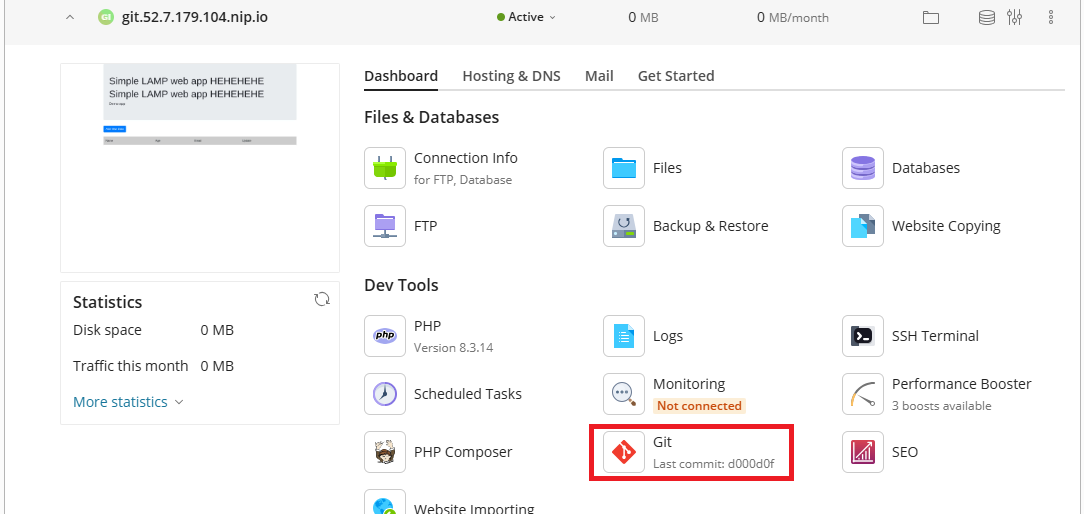 GI git.52.7.179.104.nip.io Active 0 MB 0 MB/month
Simple LAMP web app HEHEHEHE
Simple LAMP web app HEHEHEHE
Dashboard Hosting & DNS Mail Get Started
Files & Databases
Connection Info
for FTP, Database
Files
Databases
FTP
Backup & Restore
Website Copying
Statistics
Disk space 0 MB
Traffic this month 0 MB
More statistics
Dev Tools
php
PHP
Version 8.3.14
Logs
SSH Terminal
Scheduled Tasks
Monitoring
Not connected
Performance Booster
3 boosts available
PHP Composer
Git
Last commit: d000d0f
SEO
Website Importing